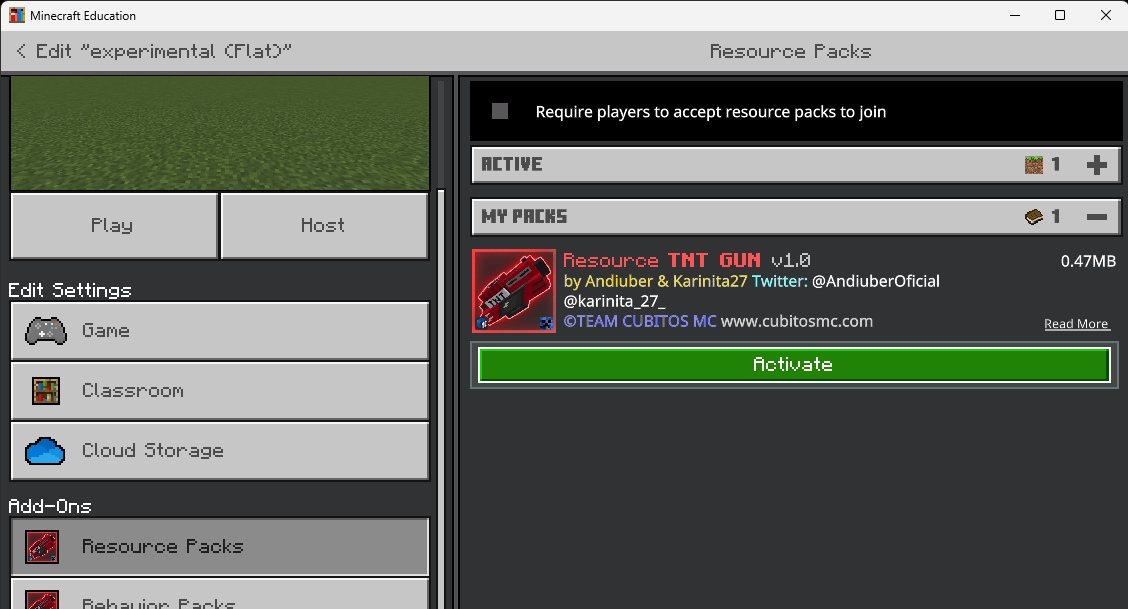 Minecraft Education
Edit "experimental (Flat)"
Resource Packs
Play
Host
Edit Settings
Game
Classroom
Cloud Storage
Add-Ons
Resource Packs
Behavior Packs
Require players to accept resource packs to join
ACTIVE
1
MY PACKS
1
TNT
Resource TNT GUN v1.0
0.47MB
by Andiuber & Karinita27 Twitter: @AndiuberOficial
@karinita_27_
©TEAM CUBITOS MC www.cubitosmc.com
Read More
Activate